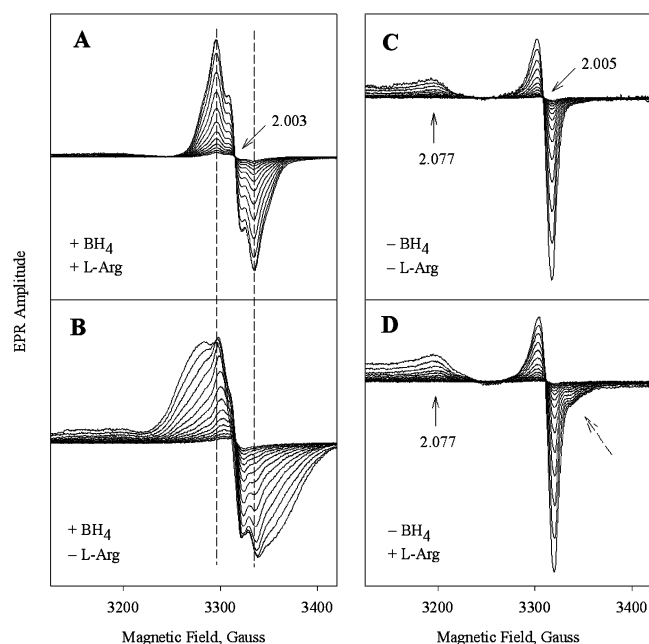 A
2.003
+ BH4
+ L-Arg
B
+ BH4
– L-Arg
C
2.005
2.077
– BH4
– L-Arg
D
2.077
– BH4
+ L-Arg
EPR Amplitude
3200 3300 3400
3200 3300 3400
Magnetic Field, Gauss
Magnetic Field, Gauss